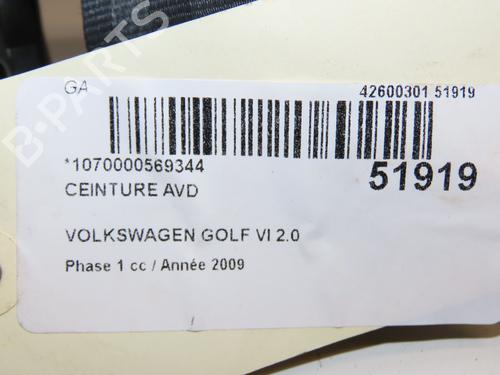 GA
42600301 51919
*1070000569344
51919
CEINTURE AVD
VOLKSWAGEN GOLF VI 2.0
Phase 1 cc / Année 2009
B-PARTS